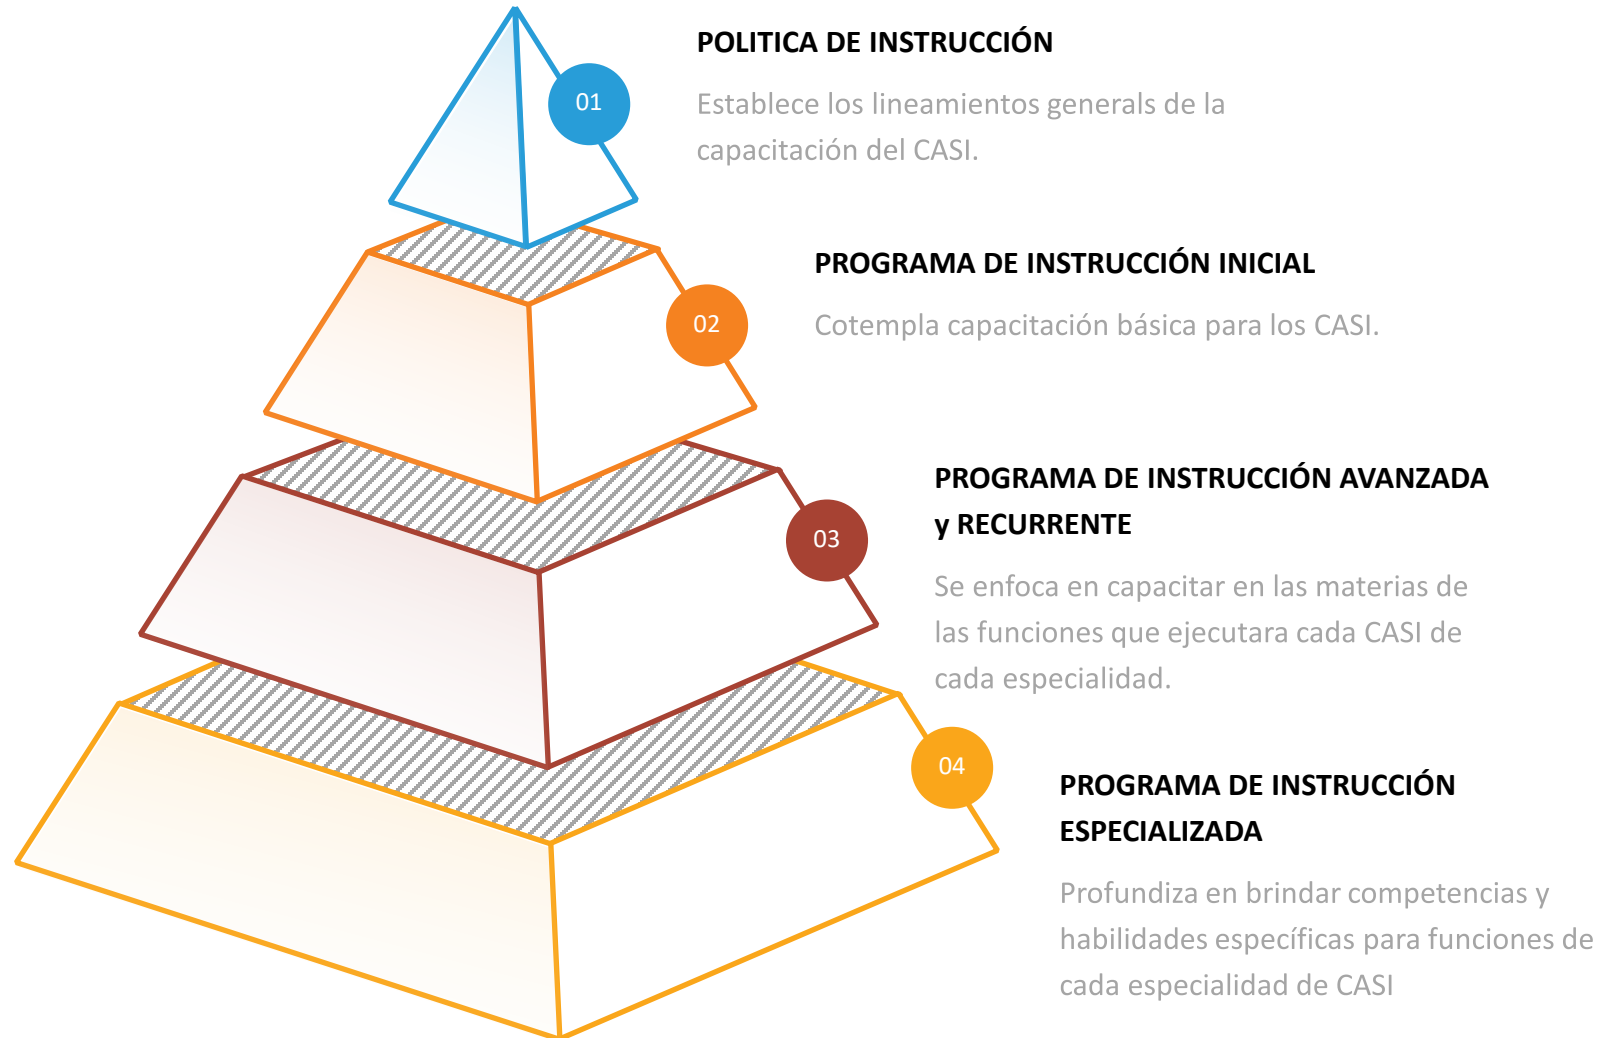 POLITICA DE INSTRUCCIÓN
01
Establece los lineamientos generals de la
capacitación del CASI.
PROGRAMA DE INSTRUCCIÓN INICIAL
02
Cotempla capacitación básica para los CASI.
PROGRAMA DE INSTRUCCIÓN AVANZADA
y RECURRENTE
03
Se enfoca en capacitar en las materias de
las funciones que ejecutara cada CASI de
cada especialidad.
04
PROGRAMA DE INSTRUCCIÓN
ESPECIALIZADA
Profundiza en brindar competencias y
habilidades específicas para funciones de
cada especialidad de CASI